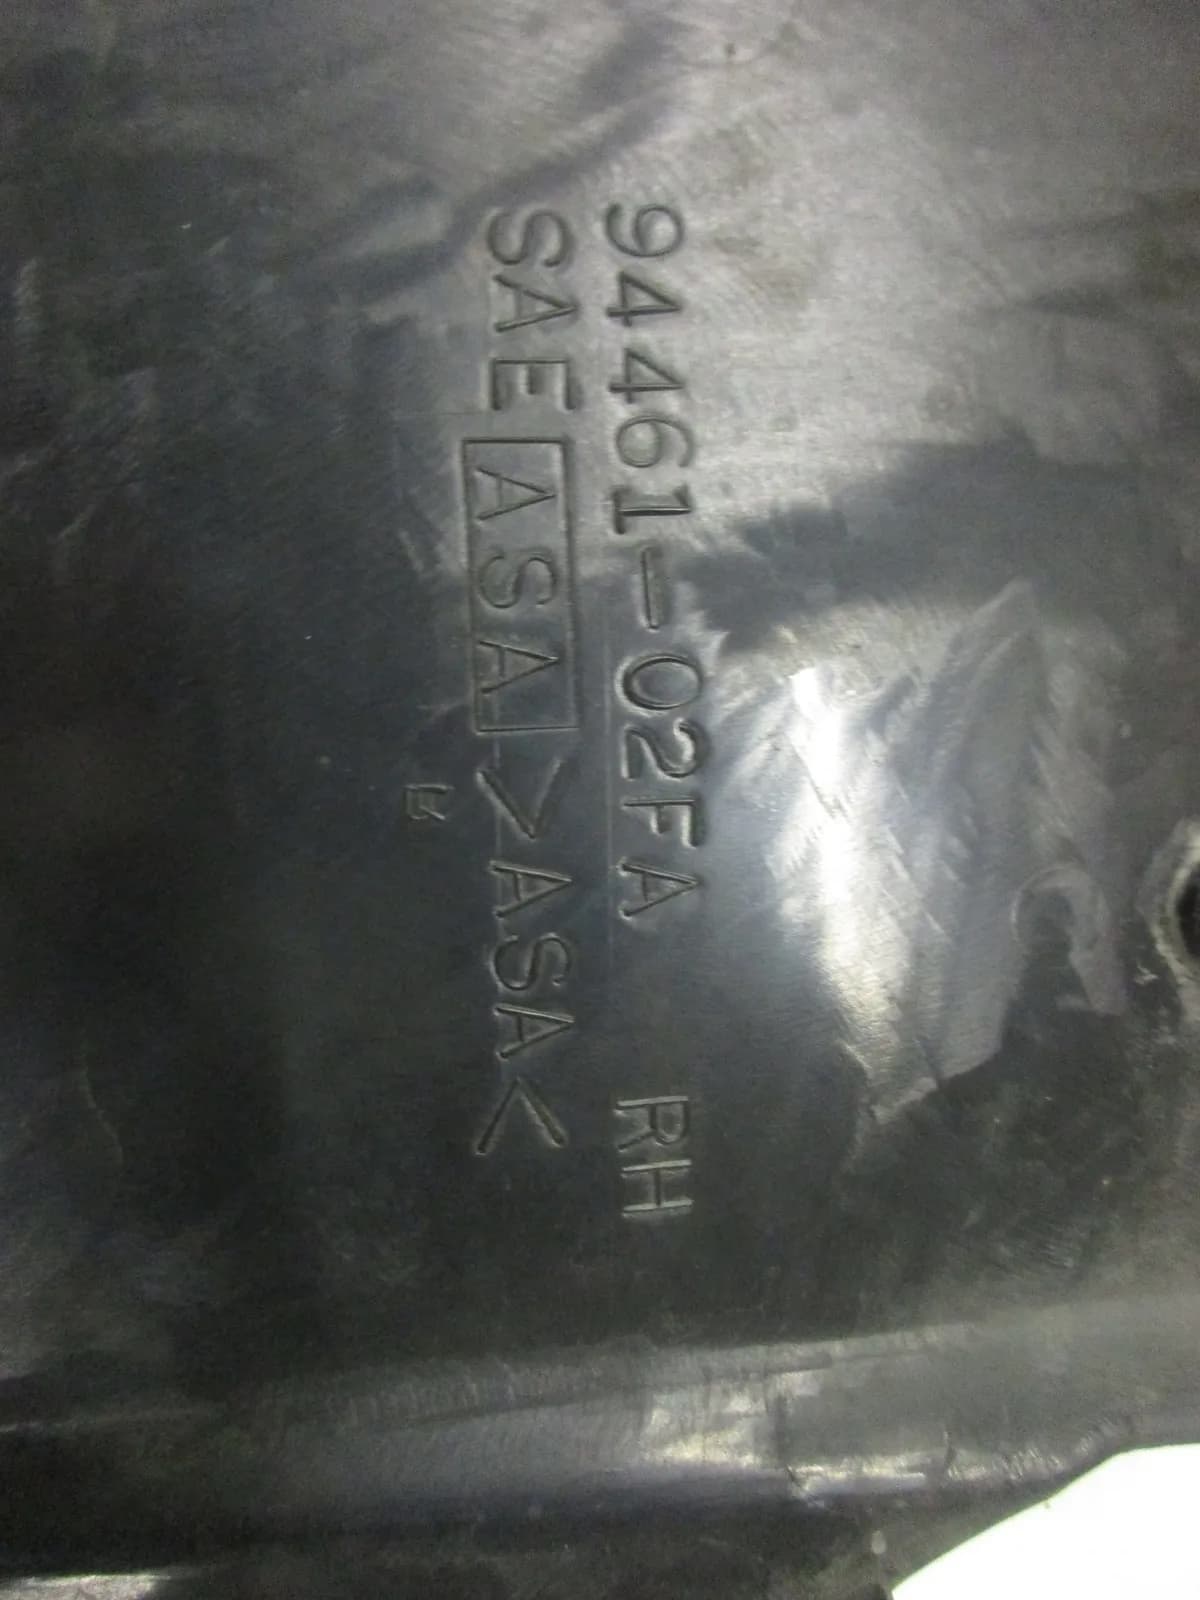 94461-02FA RH
SAE ASA >ASA<